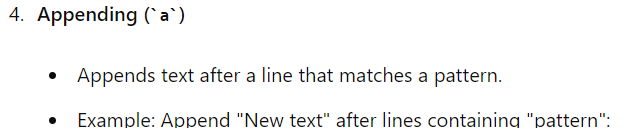 4. Appending (`a`)
• Appends text after a line that matches a pattern.
• Example: Append "New text" after lines containing "pattern":